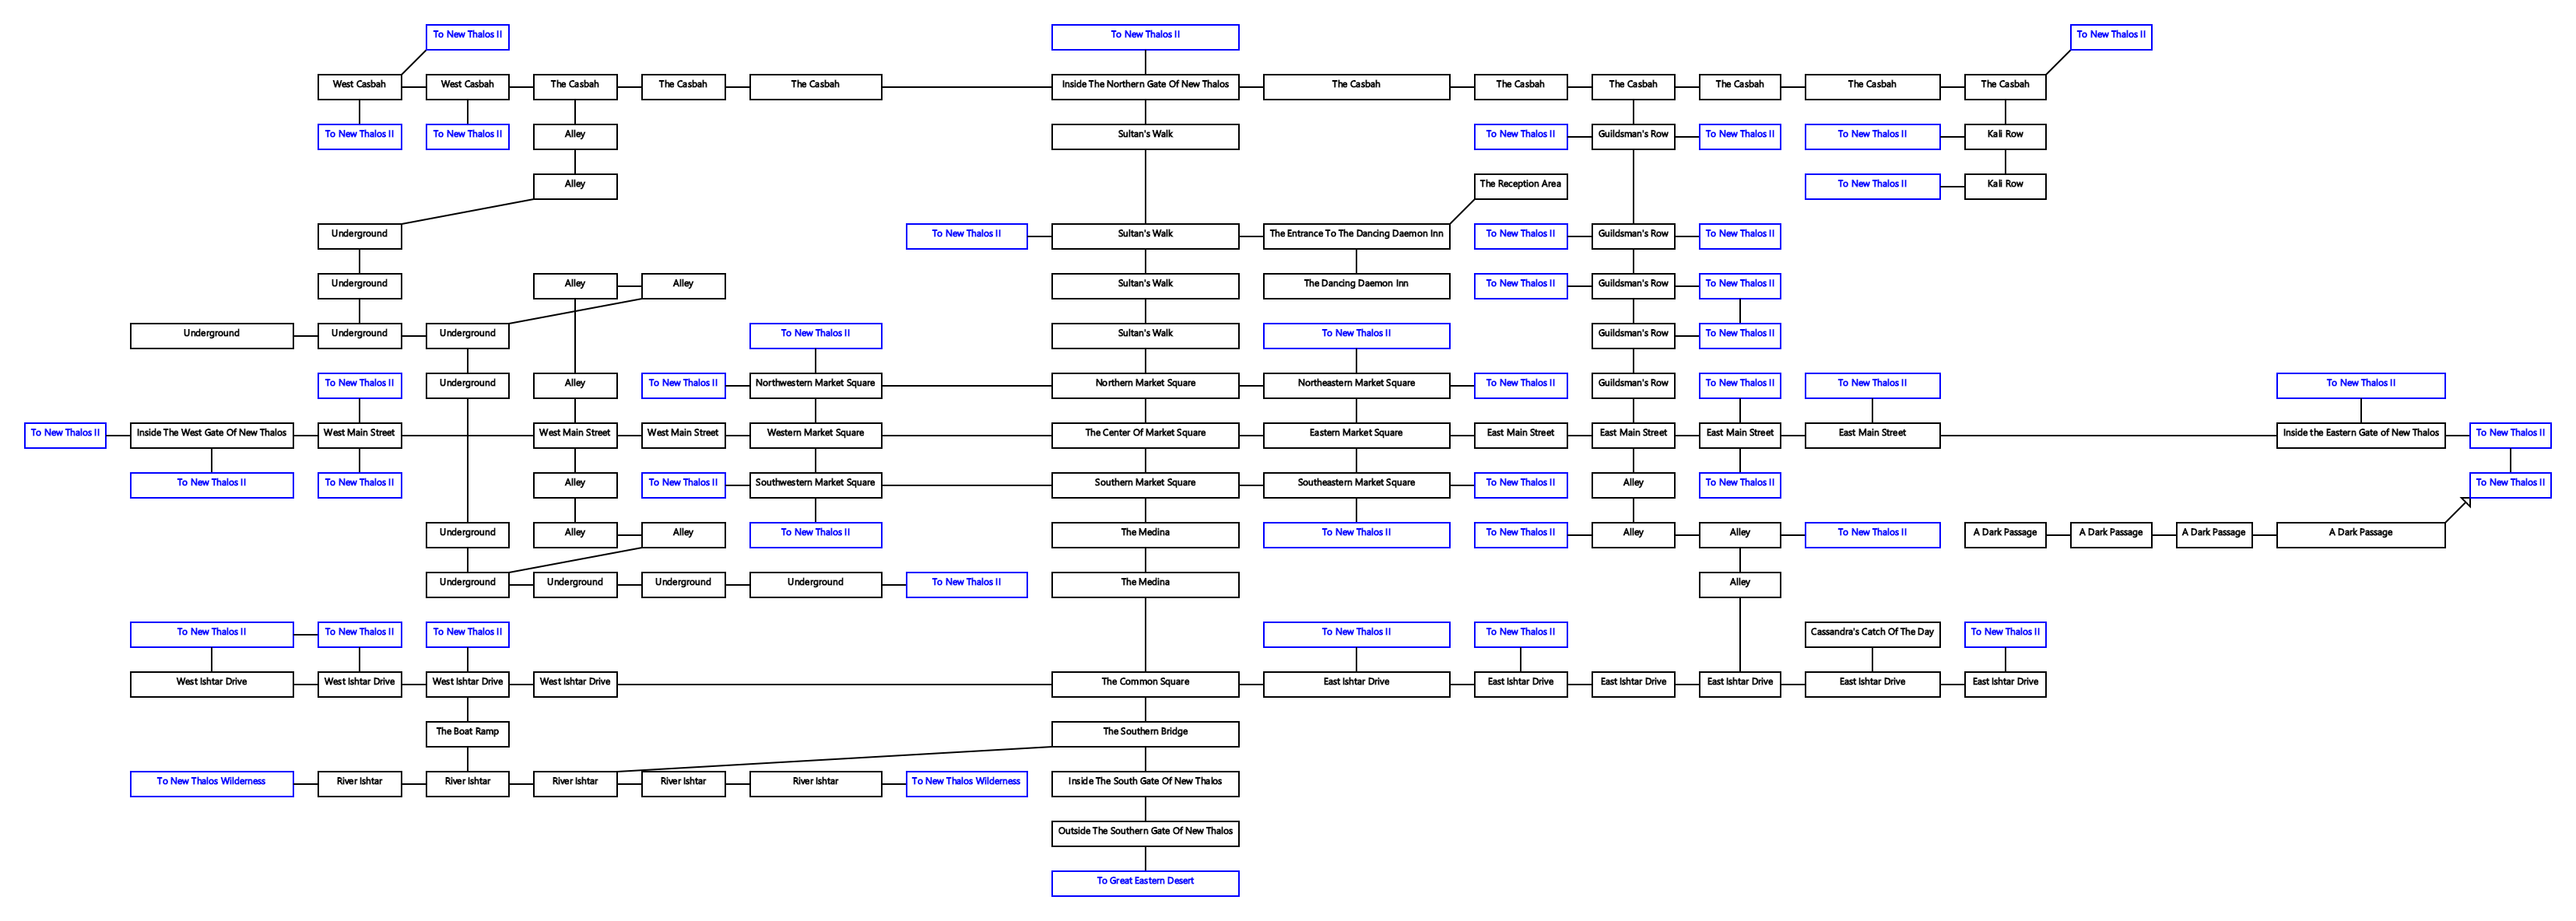 To New Thalos II
To New Thalos II
To New Thalos II
West Casbah
West Casbah
The Casbah
The Casbah
The Casbah
Inside The Northern Gate Of New Thalos
The Casbah
The Casbah
The Casbah
The Casbah
The Casbah
The Casbah
To New Thalos II
To New Thalos II
Alley
Sultan's Walk
To New Thalos II
Guildsman's Row
To New Thalos II
To New Thalos II
Kali Row
Alley
The Reception Area
To New Thalos II
Kali Row
Underground
To New Thalos II
Sultan's Walk
The Entrance To The Dancing Daemon Inn
To New Thalos II
Guildsman's Row
To New Thalos II
Underground
Alley
Alley
Sultan's Walk
The Dancing Daemon Inn
To New Thalos II
Guildsman's Row
To New Thalos II
Underground
Underground
Underground
To New Thalos II
Sultan's Walk
To New Thalos II
Guildsman's Row
To New Thalos II
To New Thalos II
Underground
Alley
To New Thalos II
Northwestern Market Square
Northern Market Square
Northeastern Market Square
To New Thalos II
Guildsman's Row
To New Thalos II
To New Thalos II
To New Thalos II
To New Thalos II
Inside The West Gate Of New Thalos
West Main Street
West Main Street
West Main Street
Western Market Square
The Center Of Market Square
Eastern Market Square
East Main Street
East Main Street
East Main Street
East Main Street
Inside the Eastern Gate of New Thalos
To New Thalos II
To New Thalos II
To New Thalos II
Alley
To New Thalos II
Southwestern Market Square
Southern Market Square
Southeastern Market Square
To New Thalos II
Alley
To New Thalos II
To New Thalos II
Underground
Alley
Alley
To New Thalos II
The Medina
To New Thalos II
To New Thalos II
Alley
Alley
To New Thalos II
A Dark Passage
A Dark Passage
A Dark Passage
A Dark Passage
Underground
Underground
Underground
Underground
To New Thalos II
The Medina
Alley
To New Thalos II
To New Thalos II
To New Thalos II
To New Thalos II
To New Thalos II
Cassandra's Catch Of The Day
To New Thalos II
West Ishtar Drive
West Ishtar Drive
West Ishtar Drive
West Ishtar Drive
The Common Square
East Ishtar Drive
East Ishtar Drive
East Ishtar Drive
East Ishtar Drive
East Ishtar Drive
East Ishtar Drive
The Boat Ramp
The Southern Bridge
To New Thalos Wilderness
River Ishtar
River Ishtar
River Ishtar
River Ishtar
River Ishtar
To New Thalos Wilderness
Inside The South Gate Of New Thalos
Outside The Southern Gate Of New Thalos
To Great Eastern Desert